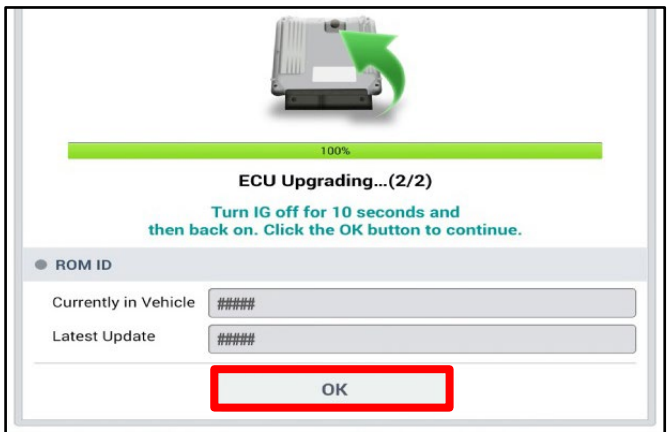 100%
ECU Upgrading...(2/2)
Turn IG off for 10 seconds and
then back on. Click the OK button to continue.
ROM ID
Currently in Vehicle #####
Latest Update #####
OK